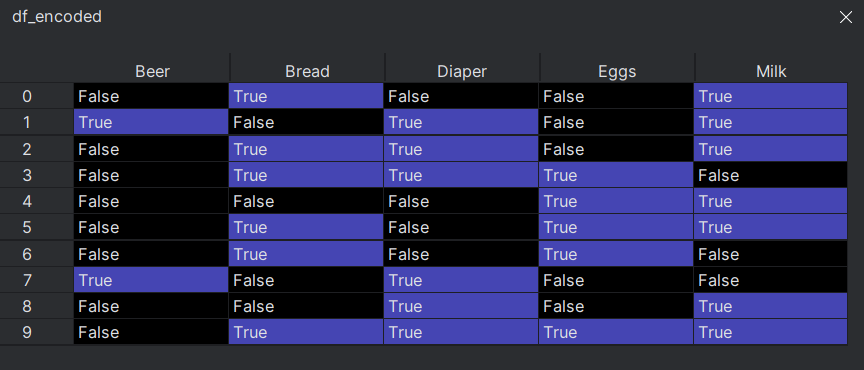 df_encoded
Beer Bread Diaper Eggs Milk
0 False True False False True
1 True False True False True
2 False True True False True
3 False True True True False
4 False False False True True
5 False True False True True
6 False True False True False
7 True False True False False
8 False False True False True
9 False True True True True